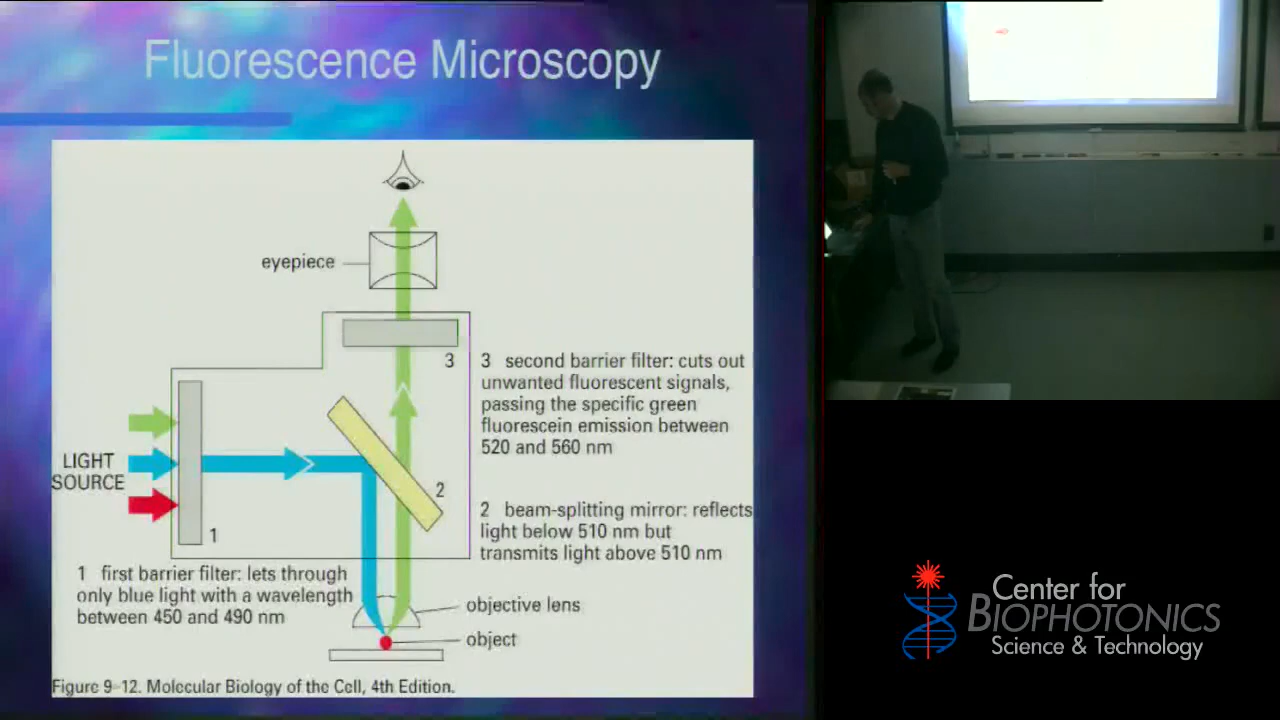 Fluorescence Microscopy
eyepiece
3
3 second barrier filter: cuts out
unwanted fluorescent signals,
passing the specific green
fluorescein emission between
520 and 560 nm
LIGHT
SOURCE
2
1
2 beam-splitting mirror: reflects
light below 510 nm but
transmits light above 510 nm
1 first barrier filter: lets through
only blue light with a wavelength
between 450 and 490 nm
objective lens
object
Figure 9-12. Molecular Biology of the Cell, 4th Edition.
Center for
BIOPHOTONICS
Science & Technology